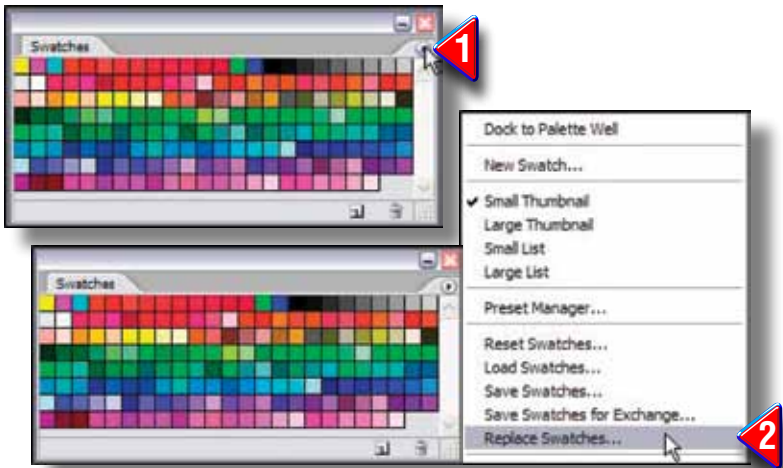 Swatches
1
Dock to Palette Well
New Swatch...
Small Thumbnail
Large Thumbnail
Small List
Large List
Preset Manager...
Reset Swatches...
Load Swatches...
Save Swatches...
Save Swatches for Exchange...
Replace Swatches...
2
Swatches